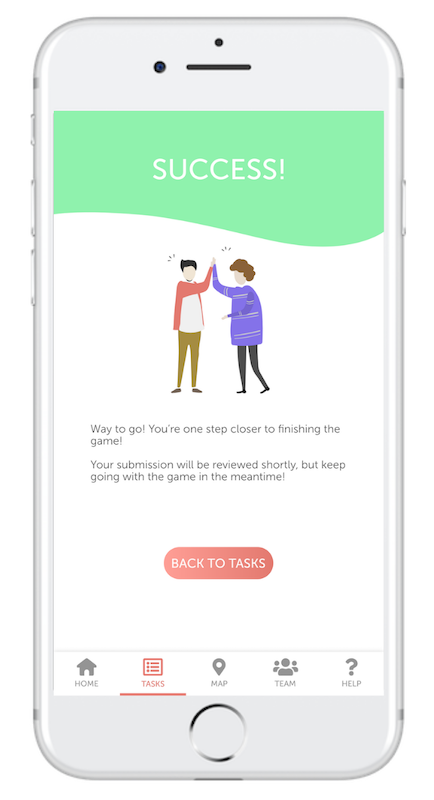 SUCCESS!
Way to go! You're one step closer to finishing the
game!
Your submission will be reviewed shortly, but keep
going with the game in the meantime!
BACK TO TASKS
HOME
TASKS
MAP
TEAM
HELP